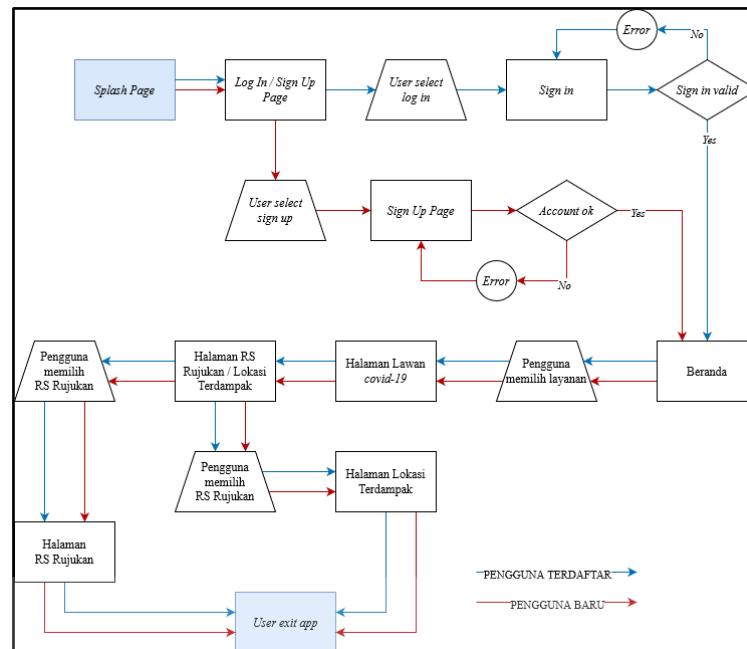 Error
No
Splash Page
Log In / Sign Up
Page
User select
log in
Sign in
Sign in valid
Yes
User select
sign up
Sign Up Page
Account ok
Yes
Error
No
Pengguna
memilih
RS Rujukan
Halaman RS
Rujukan / Lokasi
Terdampak
Halaman Lawan
covid-19
Pengguna
memilih layanan
Beranda
Pengguna
memilih
RS Rujukan
Halaman Lokasi
Terdampak
Halaman
RS Rujukan
PENGGUNA TERDAFTAR
PENGGUNA BARU
User exit app